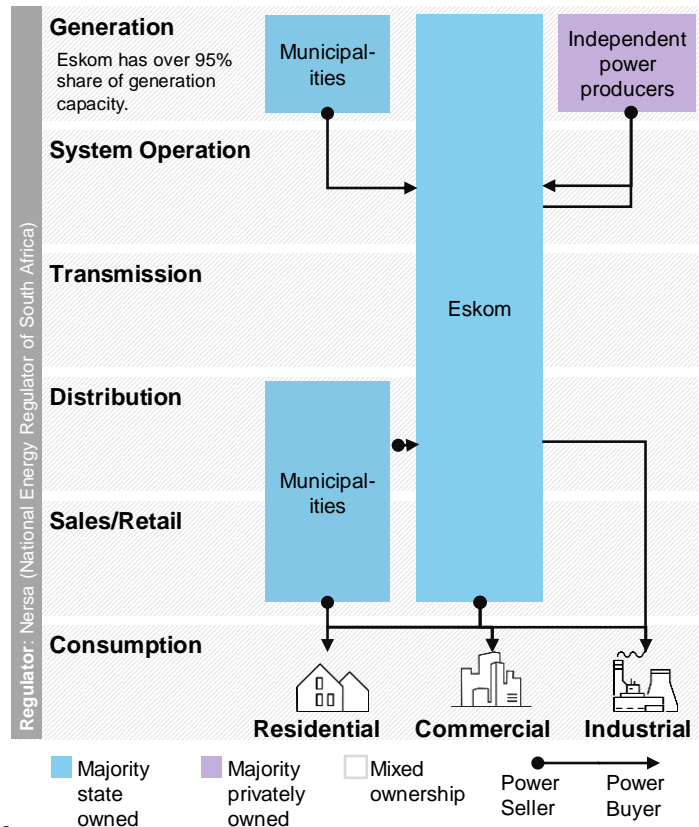 Regulator: Nersa (National Energy Regulator of South Africa)
Generation
Eskom has over 95%
share of generation
capacity.
Municipal-
ities
Independent
power
producers
System Operation
Transmission
Eskom
Distribution
Municipal-
ities
Sales/Retail
Consumption
Residential
Commercial
Industrial
Majority
state
owned
Majority
privately
owned
Mixed
ownership
Power
Seller
Power
Buyer